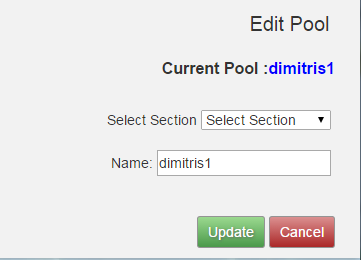 Edit Pool
Current Pool :dimitris1
Select Section Select Section
Name: dimitris1
Update Cancel